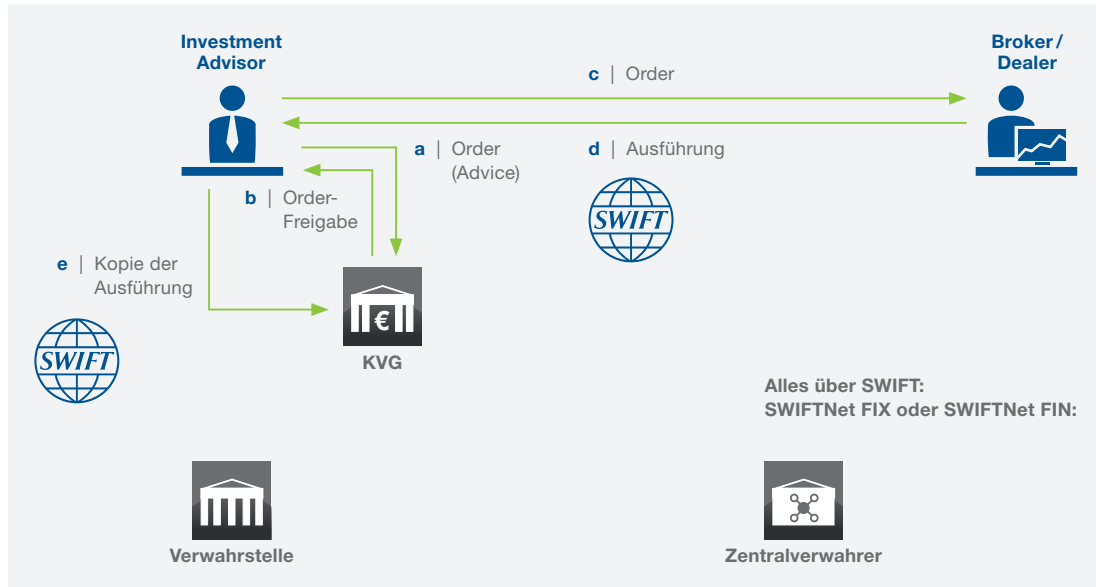 Investment
Advisor
Broker /
Dealer
c | Order
a | Order
(Advice)
d | Ausführung
b | Order-
Freigabe
SWIFT
e | Kopie der
Ausführung
SWIFT
€
KVG
Alles über SWIFT:
SWIFTNet FIX oder SWIFTNet FIN:
Verwahrstelle
Zentralverwahrer